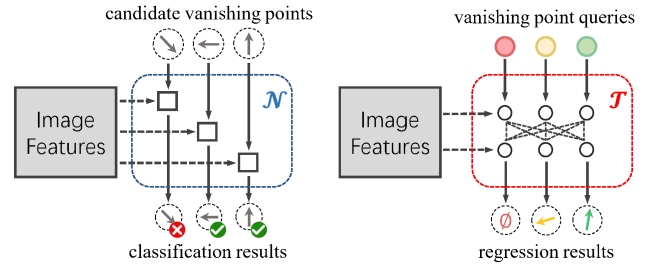 candidate vanishing points
𝒩
Image
Features
classification results
vanishing point queries
𝒯
Image
Features
∅
regression results